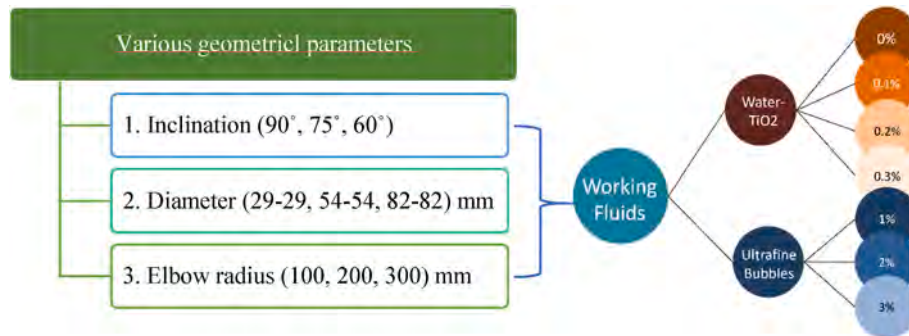 Various geometricl parameters
1. Inclination (90˚, 75˚, 60˚)
2. Diameter (29-29, 54-54, 82-82) mm
3. Elbow radius (100, 200, 300) mm
Working
Fluids
Water-
TiO2
0%
0.1%
0.2%
0.3%
Ultrafine
Bubbles
1%
2%
3%